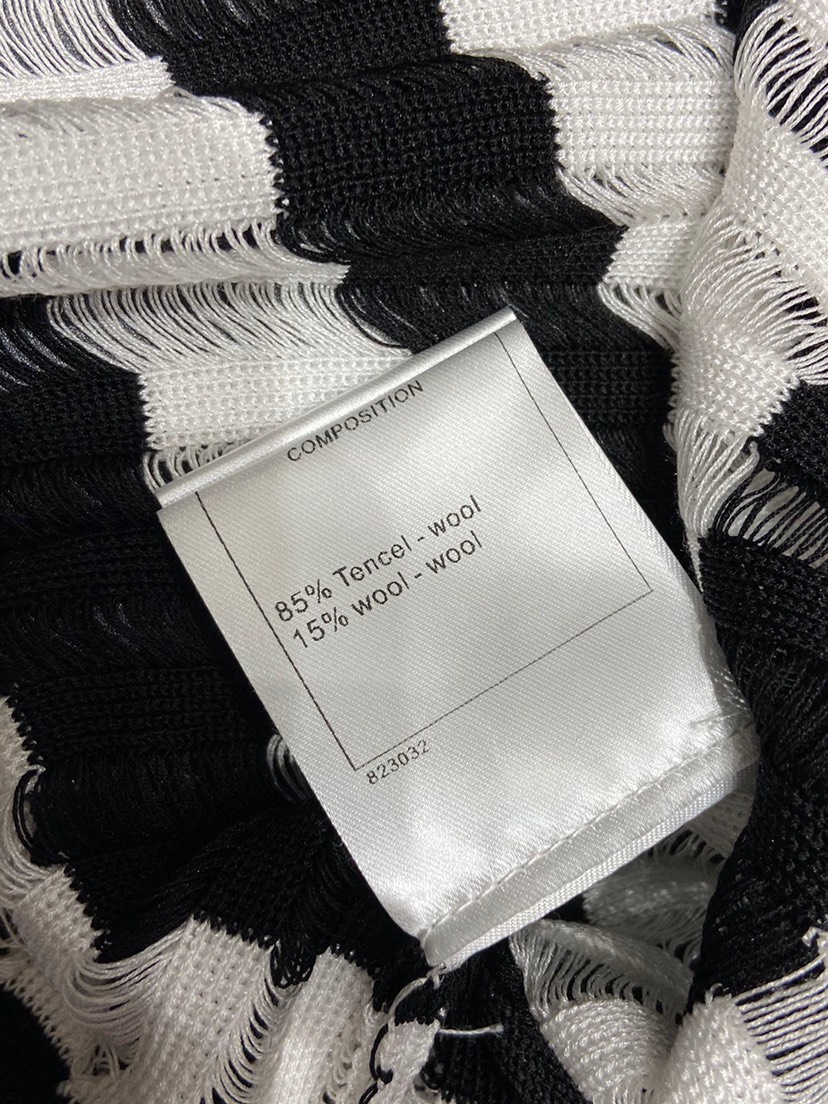 COMPOSITION
85% Tencel - wool
15% wool - wool
823032